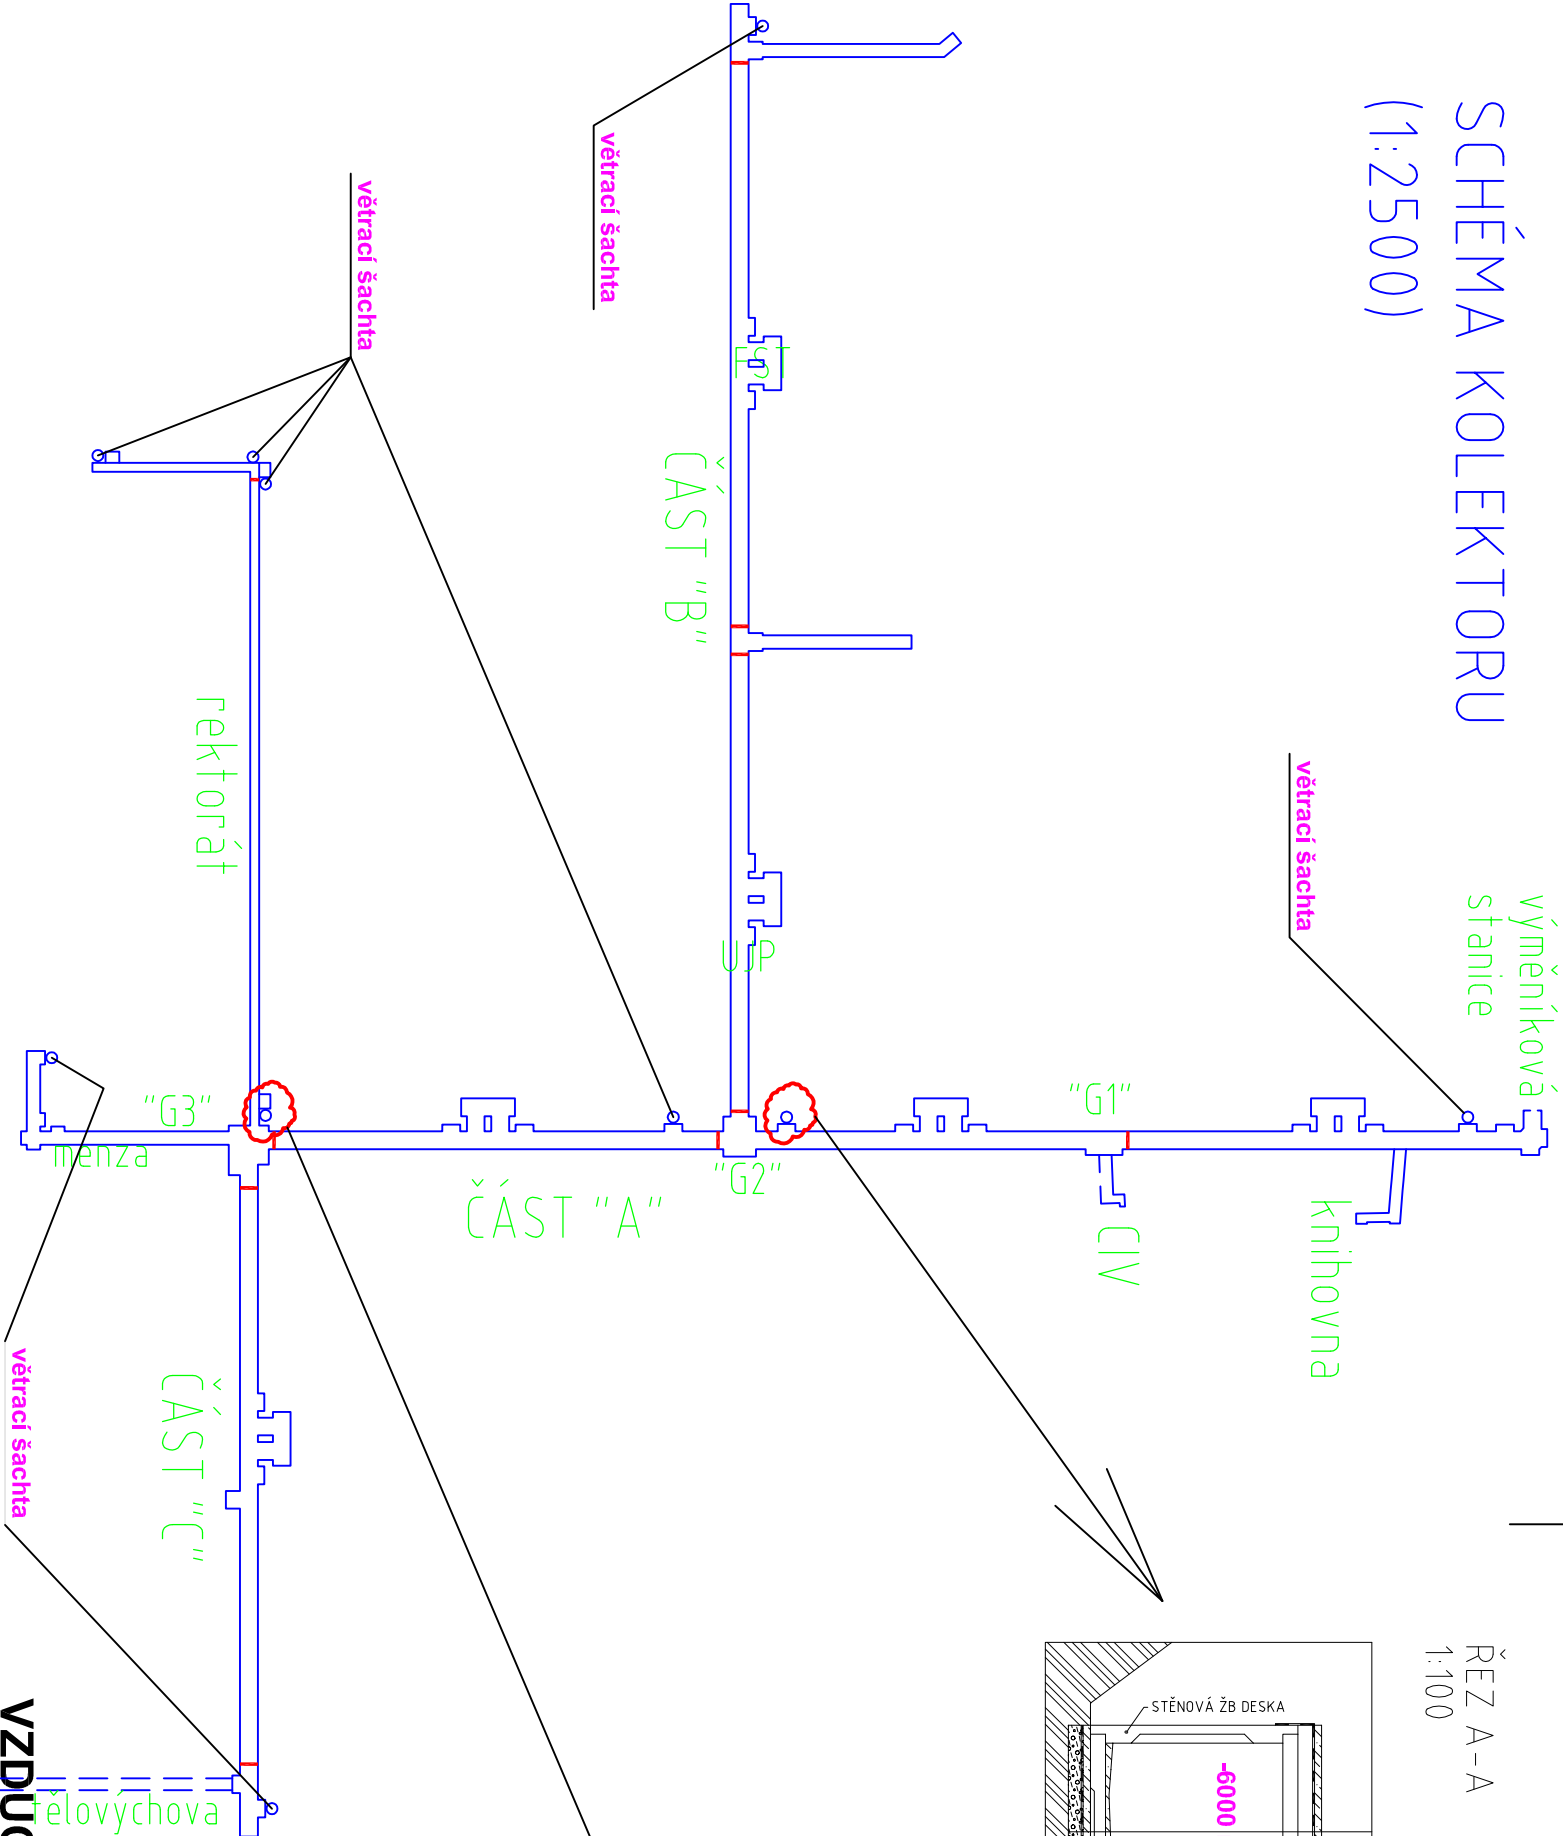 SCHÉMA KOLEKTORU
(1:2500)
větrací šachta
větrací šachta
větrací šachta
větrací šachta
výměníková
stanice
FST
ČÁST "B"
UJP
rektorát
"G1"
"G2"
"G3"
menza
ČÁST "A"
CIV
knihovna
ČÁST "C"
tělovýchova
ŘEZ A-A
1:100
STĚNOVÁ ŽB DESKA
-6000